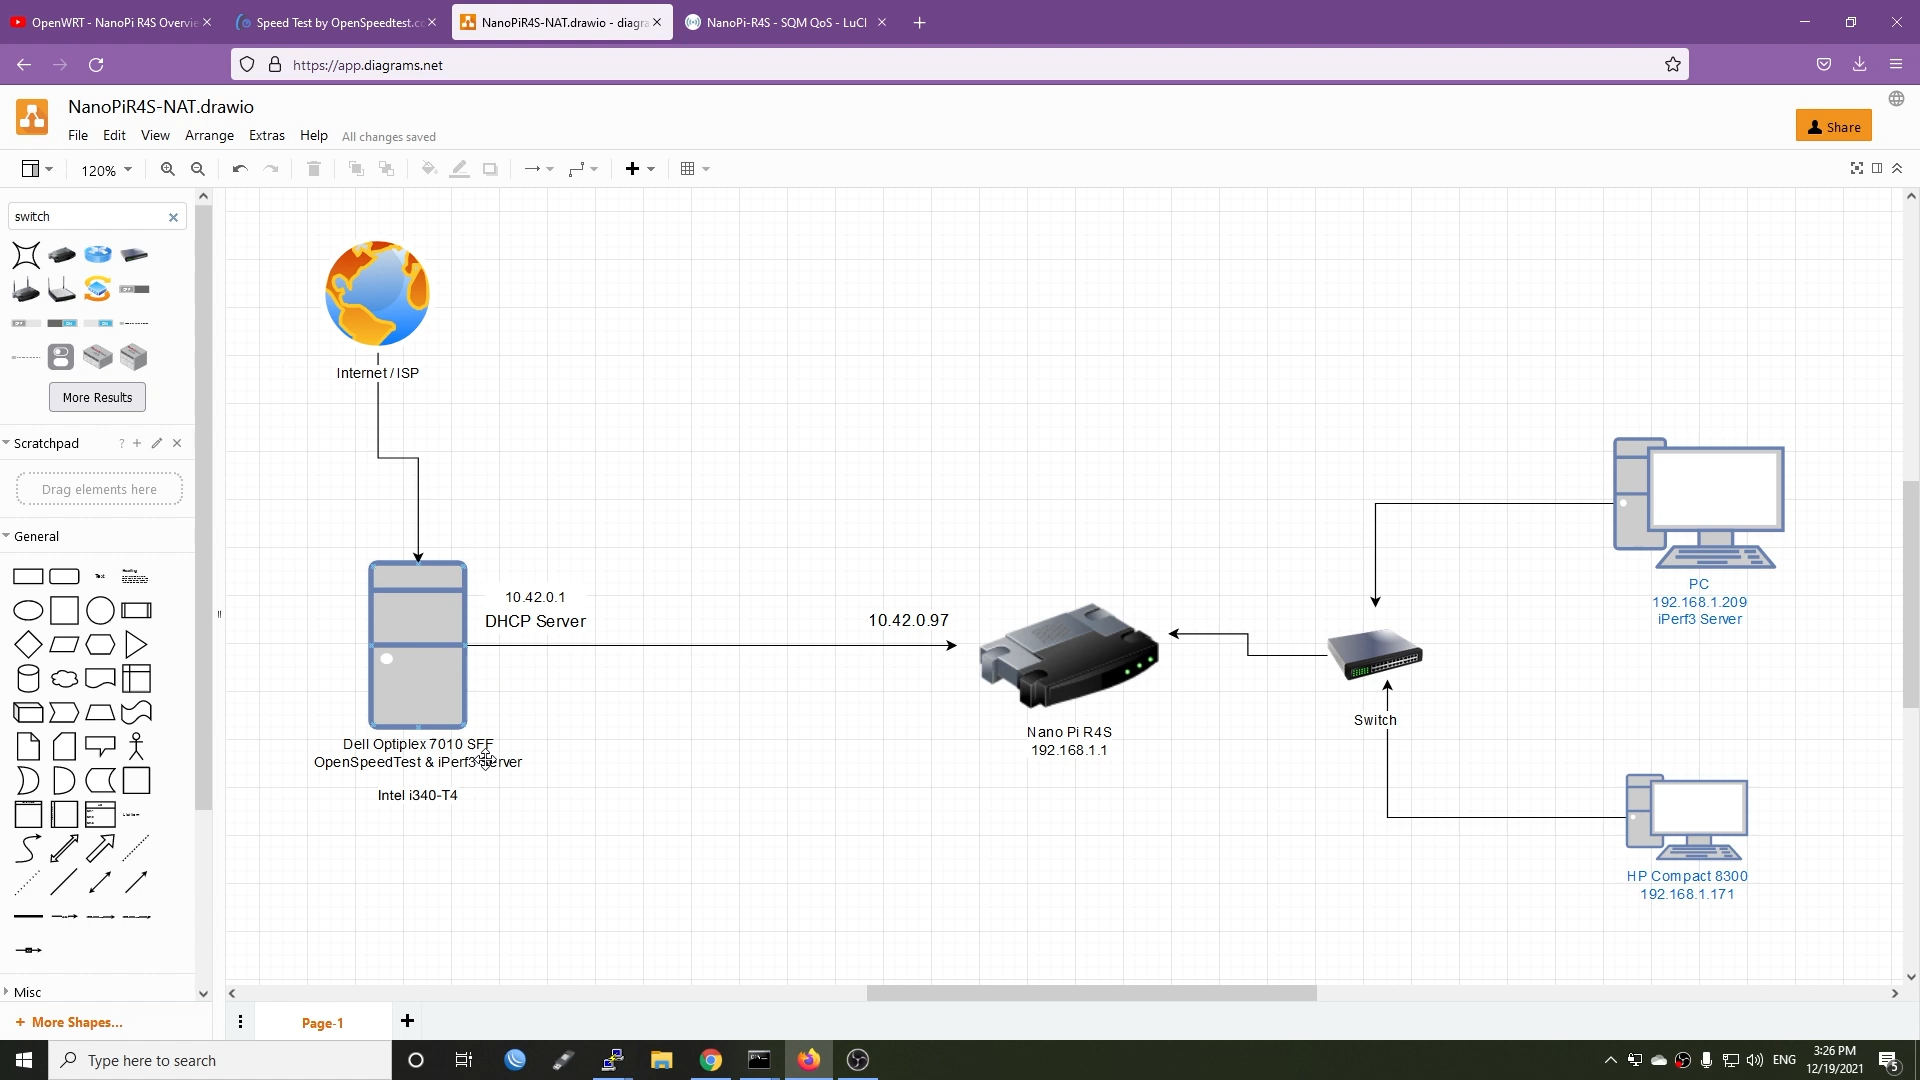 OpenWRT - NanoPi R4S Overvie
Speed Test by OpenSpeedtest.co
NanoPiR4S-NAT.drawio - diagra
NanoPi-R4S - SQM QoS - LuCI
https://app.diagrams.net
NanoPiR4S-NAT.drawio
File Edit View Arrange Extras Help All changes saved
Share
120%
switch
More Results
Scratchpad
Drag elements here
General
Text
Heading
Misc
+ More Shapes...
Internet / ISP
10.42.0.1
DHCP Server
10.42.0.97
Dell Optiplex 7010 SFF
OpenSpeedTest & iPerf3 Server
Intel i340-T4
Nano Pi R4S
192.168.1.1
Switch
PC
192.168.1.209
iPerf3 Server
HP Compact 8300
192.168.1.171
Page-1
Type here to search
ENG
3:26 PM
12/19/2021
5